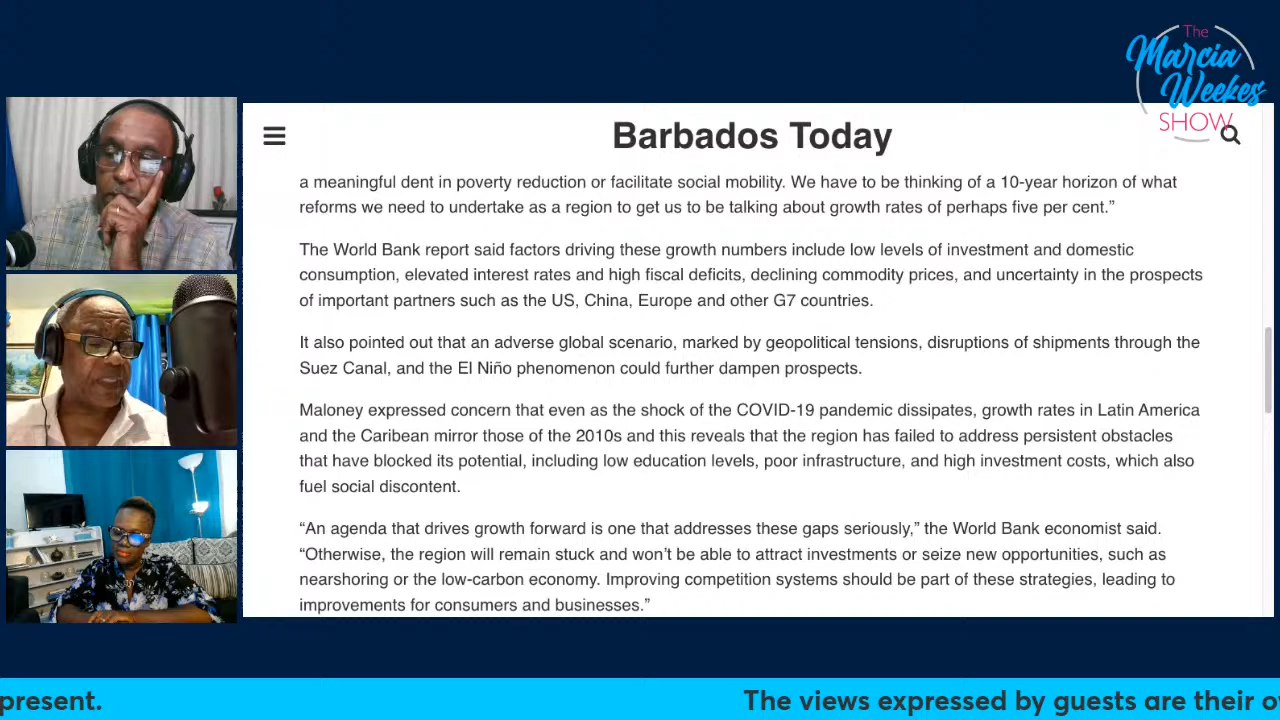 The
Marcia
Weekes
SHOW
Barbados Today
a meaningful dent in poverty reduction or facilitate social mobility. We have to be thinking of a 10-year horizon of what
reforms we need to undertake as a region to get us to be talking about growth rates of perhaps five per cent.”
The World Bank report said factors driving these growth numbers include low levels of investment and domestic
consumption, elevated interest rates and high fiscal deficits, declining commodity prices, and uncertainty in the prospects
of important partners such as the US, China, Europe and other G7 countries.
It also pointed out that an adverse global scenario, marked by geopolitical tensions, disruptions of shipments through the
Suez Canal, and the El Niño phenomenon could further dampen prospects.
Maloney expressed concern that even as the shock of the COVID-19 pandemic dissipates, growth rates in Latin America
and the Caribean mirror those of the 2010s and this reveals that the region has failed to address persistent obstacles
that have blocked its potential, including low education levels, poor infrastructure, and high investment costs, which also
fuel social discontent.
“An agenda that drives growth forward is one that addresses these gaps seriously,” the World Bank economist said.
“Otherwise, the region will remain stuck and won’t be able to attract investments or seize new opportunities, such as
nearshoring or the low-carbon economy. Improving competition systems should be part of these strategies, leading to
improvements for consumers and businesses.”
present. The views expressed by guests are their